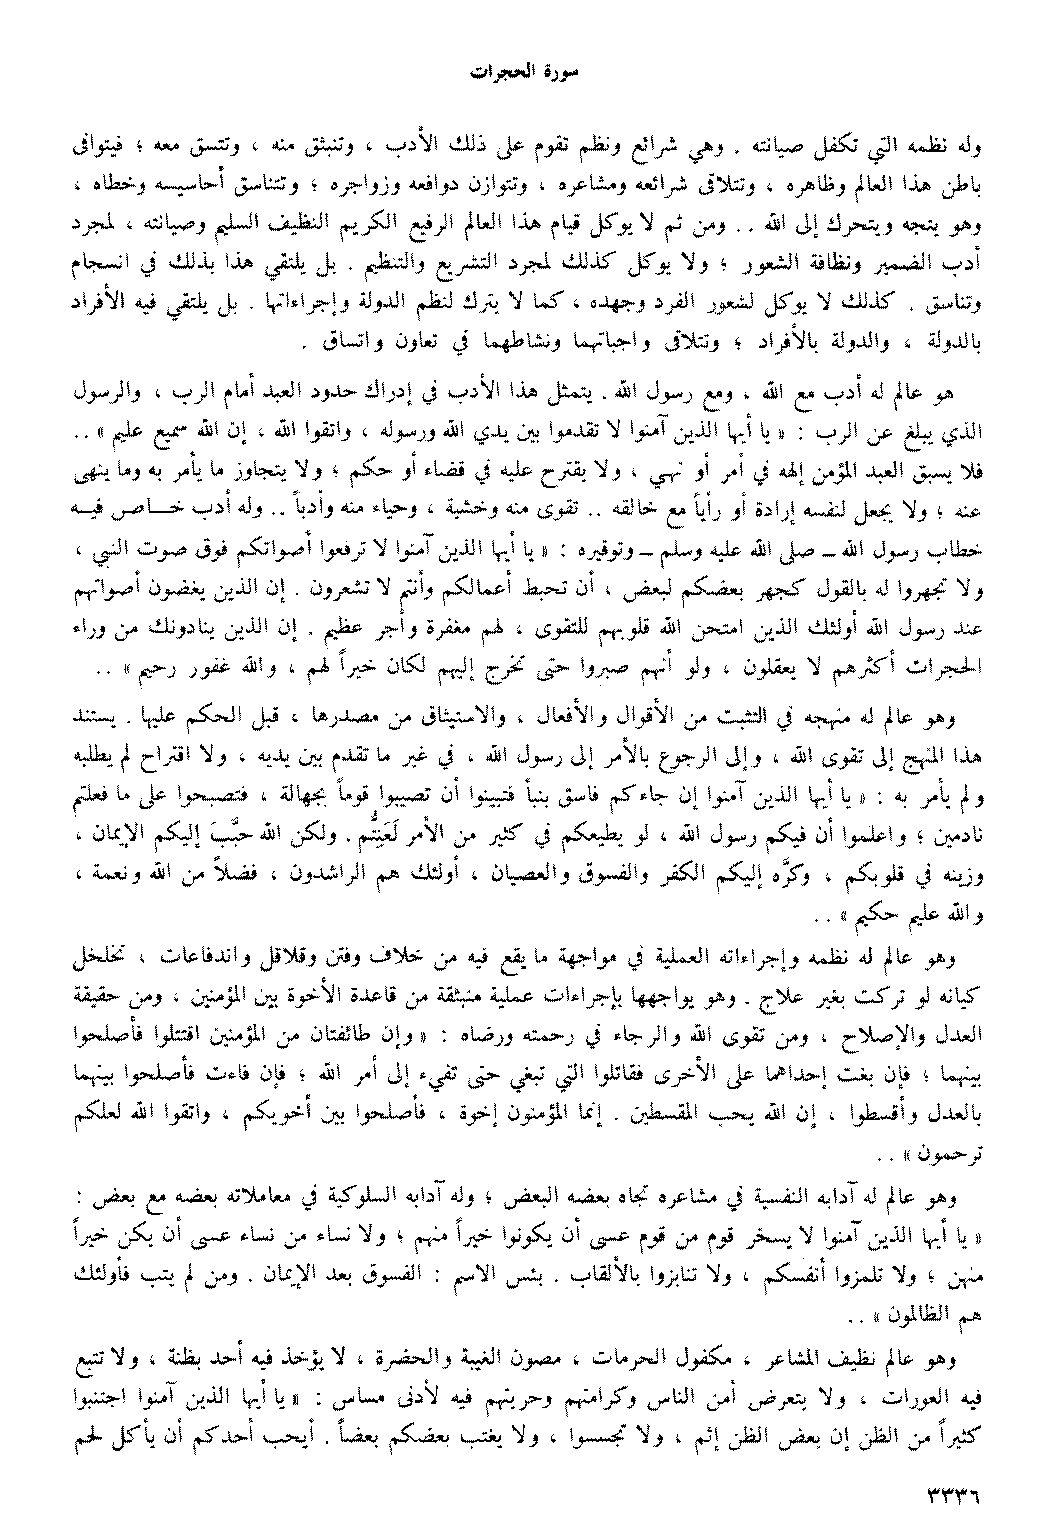 سورة الحجرات
وله نظمه التي تكفل صيانته . وهي شرائع ونظم تقوم على ذلك الأدب ، وتنبثق منه ، وتتسق معه ؛ فيتوافى
باطن هذا العالم وظاهره ، وتتلاقى شرائعه ومشاعره ، وتتوازن دوافعه وزواجره ؛ وتتناسق أحاسيسه وخطاه ،
وهو يتجه ويتحرك إلى الله .. ومن ثم لا يوكل قيام هذا العالم الرفيع الكريم النظيف السليم وصيانته ، لمجرد
أدب الضمير ونظافة الشعور ؛ ولا يوكل كذلك لمجرد التشريع والتنظيم . بل يلتقي هذا بذلك في انسجام
وتناسق . كذلك لا يوكل لشعور الفرد وجهده ، كما لا يترك لنظم الدولة وإجراءاتها . بل يلتقي فيه الأفراد
بالدولة ، والدولة بالأفراد ؛ وتتلاقى واجباتهما ونشاطهما في تعاون واتساق .
هو عالم له أدب مع الله ، ومع رسول الله . يتمثل هذا الأدب في إدراك حدود العبد أمام الرب ، والرسول
الذي يبلغ عن الرب : « يا أيها الذين آمنوا لا تقدموا بين يدي الله ورسوله ، واتقوا الله ، إن الله سميع عليم » ..
فلا يسبق العبد المؤمن إلهه في أمر أو نهي ، ولا يقترح عليه في قضاء أو حكم ؛ ولا يتجاوز ما يأمر به وما ينهى
عنه ؛ ولا يجعل لنفسه إرادة أو رأياً مع خالقه .. تقوى منه وخشية ، وحياء منه وأدباً .. وله أدب خـــاص فيــه
خطاب رسول الله – صلى الله عليه وسلم – وتوقيره : « يا أيها الذين آمنوا لا ترفعوا أصواتكم فوق صوت النبي ،
ولا تجهروا له بالقول كجهر بعضكم لبعض ، أن تحبط أعمالكم وأنتم لا تشعرون . إن الذين يغضون أصواتهم
عند رسول الله أولئك الذين امتحن الله قلوبهم للتقوى ، لهم مغفرة وأجر عظيم . إن الذين ينادونك من وراء
الحجرات أكثرهم لا يعقلون ، ولو أنهم صبروا حتى تخرج إليهم لكان خيراً لهم ، والله غفور رحيم » ..
وهو عالم له منهجه في التثبت من الأقوال والأفعال ، والاستيثاق من مصدرها ، قبل الحكم عليها . يستند
هذا المنهج إلى تقوى الله ، وإلى الرجوع بالأمر إلى رسول الله ، في غير ما تقدم بين يديه ، ولا اقتراح لم يطلبه
ولم يأمر به : « يا أيها الذين آمنوا إن جاءكم فاسق بنبأ فتبينوا أن تصيبوا قوماً بجهالة ، فتصبحوا على ما فعلتم
نادمين ؛ واعلموا أن فيكم رسول الله ، لو يطيعكم في كثير من الأمر لَعَنِتُّم . ولكن الله حبَّبَ إليكم الإيمان ،
وزينه في قلوبكم ، وكرَّه إليكم الكفر والفسوق والعصيان ، أولئك هم الراشدون ، فضلاً من الله ونعمة ،
والله عليم حكيم » ..
وهو عالم له نظمه وإجراءاته العملية في مواجهة ما يقع فيه من خلاف وفتن وقلاقل واندفاعات ، تخلخل
كيانه لو تركت بغير علاج . وهو يواجهها بإجراءات عملية منبثقة من قاعدة الأخوة بين المؤمنين ، ومن حقيقة
العدل والإصلاح ، ومن تقوى الله والرجاء في رحمته ورضاه : « وإن طائفتان من المؤمنين اقتتلوا فأصلحوا
بينهما ؛ فإن بغت إحداهما على الأخرى فقاتلوا التي تبغي حتى تفيء إلى أمر الله ؛ فإن فاءت فأصلحوا بينهما
بالعدل وأقسطوا ، إن الله يحب المقسطين . إنما المؤمنون إخوة ، فأصلحوا بين أخويكم ، واتقوا الله لعلكم
ترحمون » ..
وهو عالم له آدابه النفسية في مشاعره تجاه بعضه البعض ؛ وله آدابه السلوكية في معاملاته بعضه مع بعض :
« يا أيها الذين آمنوا لا يسخر قوم من قوم عسى أن يكونوا خيراً منهم ؛ ولا نساء من نساء عسى أن يكن خيراً
منهن ؛ ولا تلمزوا أنفسكم ، ولا تنابزوا بالألقاب . بئس الاسم : الفسوق بعد الإيمان . ومن لم يتب فأولئك
هم الظالمون » ..
وهو عالم نظيف المشاعر ، مكفول الحرمات ، مصون الغيبة والحضرة ، لا يؤخذ فيه أحد بظنة ، ولا تتبع
فيه العورات ، ولا يتعرض أمن الناس وكرامتهم وحريتهم فيه لأدنى مساس : « يا أيها الذين آمنوا اجتنبوا
كثيراً من الظن إن بعض الظن إثم ، ولا تجسسوا ، ولا يغتب بعضكم بعضاً . أيحب أحدكم أن يأكل لحم
٣٣٣٦